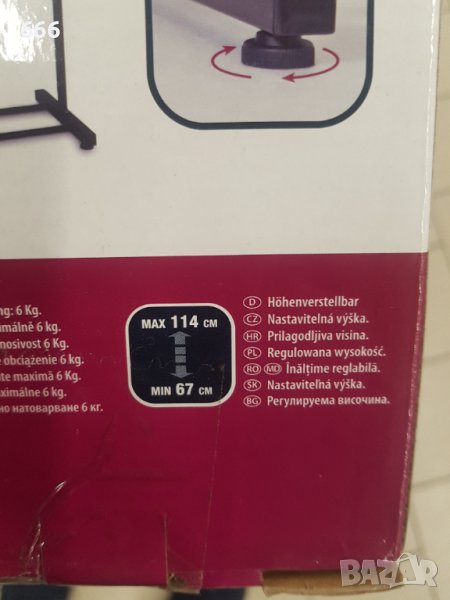 666
ng: 6 Kg.
imálně 6 kg.
nosivost 6 kg.
e obciążenie 6 kg.
te maximă 6 Kg.
ximálne 6 kg.
но натоварване 6 кг.
MAX 114 CM
MIN 67 CM
D Höhenverstellbar
CZ Nastavitelná výška.
HR Prilagodljiva visina.
PL Regulowana wysokość.
RO MD Înălțime reglabilă.
SK Nastaviteľná výška.
BG Регулируема височина.
BAZAR